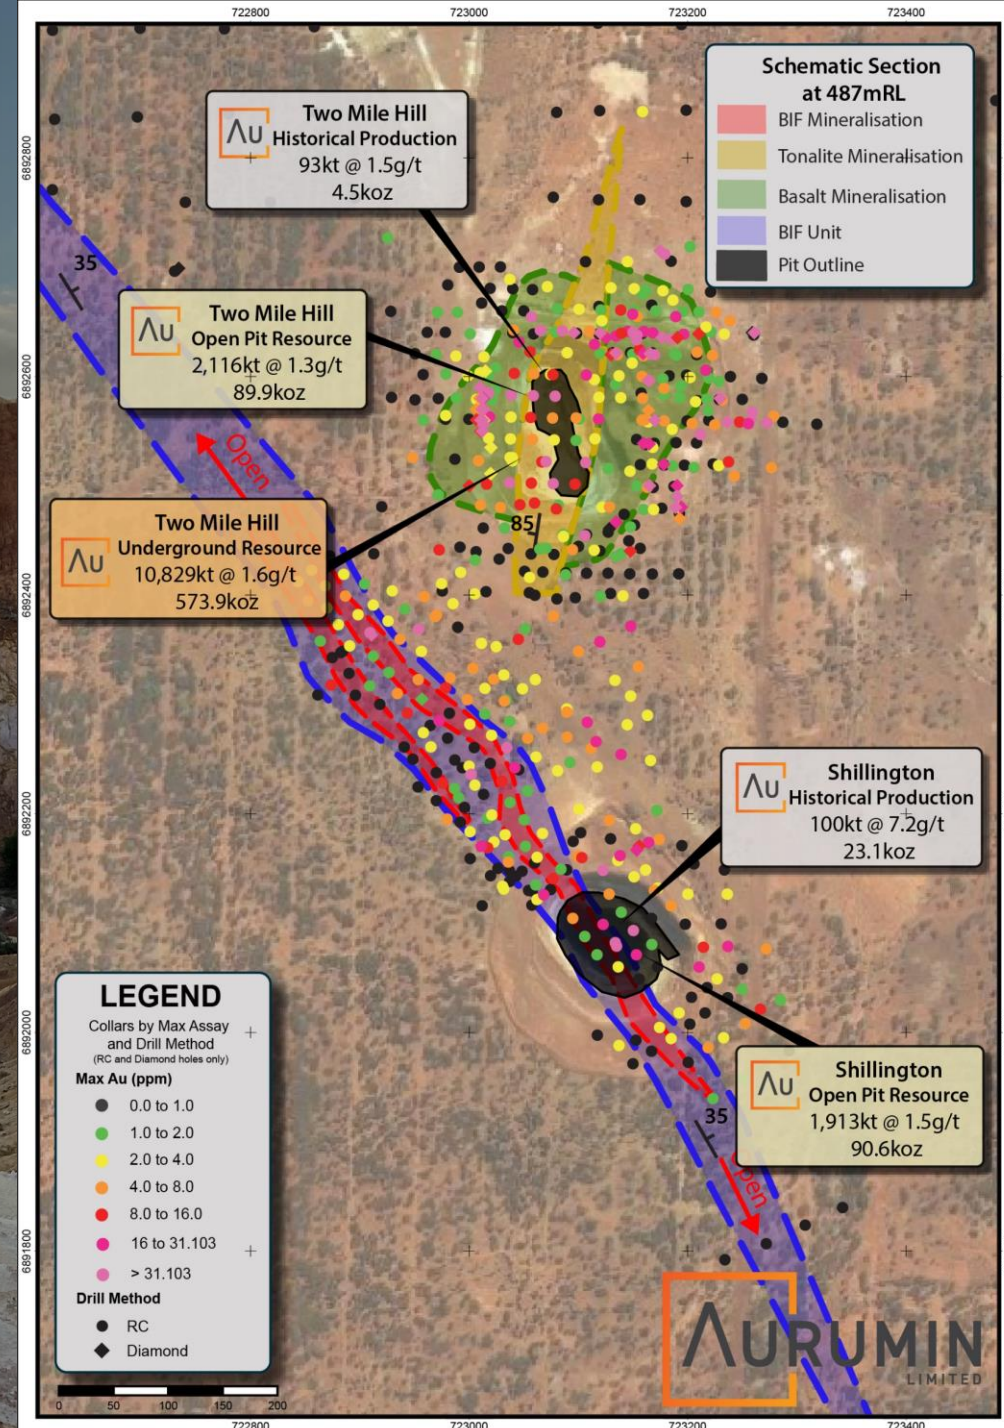 722800
723000
723200
723400
6892800
6892600
6892400
6892200
6892000
6891800
Schematic Section
at 487mRL
BIF Mineralisation
Tonalite Mineralisation
Basalt Mineralisation
BIF Unit
Pit Outline
Au
Two Mile Hill
Historical Production
93kt @ 1.5g/t
4.5koz
35
Au
Two Mile Hill
Open Pit Resource
2,116kt @ 1.3g/t
89.9koz
Open
85
Au
Two Mile Hill
Underground Resource
10,829kt @ 1.6g/t
573.9koz
Au
Shillington
Historical Production
100kt @ 7.2g/t
23.1koz
Au
Shillington
Open Pit Resource
1,913kt @ 1.5g/t
90.6koz
35
Open
LEGEND
Collars by Max Assay
and Drill Method
(RC and Diamond holes only)
Max Au (ppm)
0.0 to 1.0
1.0 to 2.0
2.0 to 4.0
4.0 to 8.0
8.0 to 16.0
16 to 31.103
> 31.103
Drill Method
RC
Diamond
0 50 100 150 200
AURUMIN
LIMITED
722800
723000
723200
723400